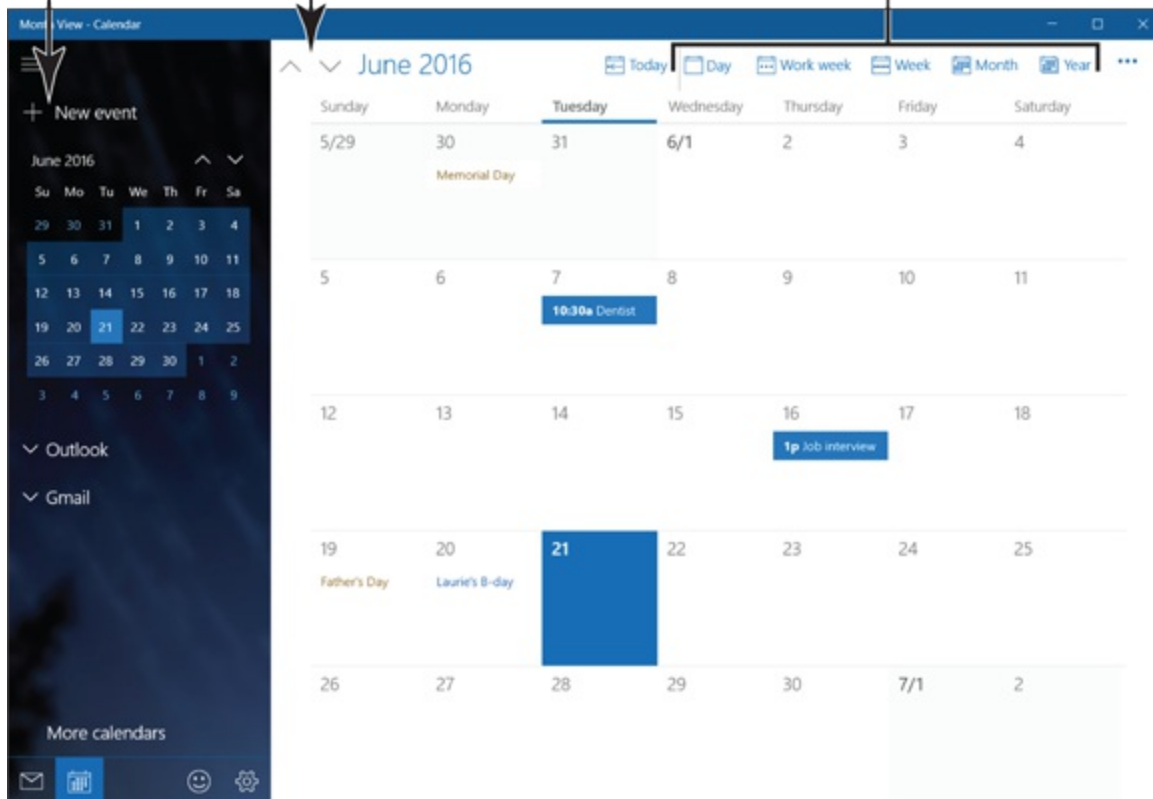 Month View - Calendar
June 2016 Today Day Work week Week Month Year
New event
June 2016
Su Mo Tu We Th Fr Sa
29 30 31 1 2 3 4
5 6 7 8 9 10 11
12 13 14 15 16 17 18
19 20 21 22 23 24 25
26 27 28 29 30 1 2
3 4 5 6 7 8 9
Outlook
Gmail
More calendars
Sunday Monday Tuesday Wednesday Thursday Friday Saturday
5/29 30 31 6/1 2 3 4
Memorial Day
5 6 7 8 9 10 11
10:30a Dentist
12 13 14 15 16 17 18
1p Job interview
19 20 21 22 23 24 25
Father's Day Laurie's B-day
26 27 28 29 30 7/1 2